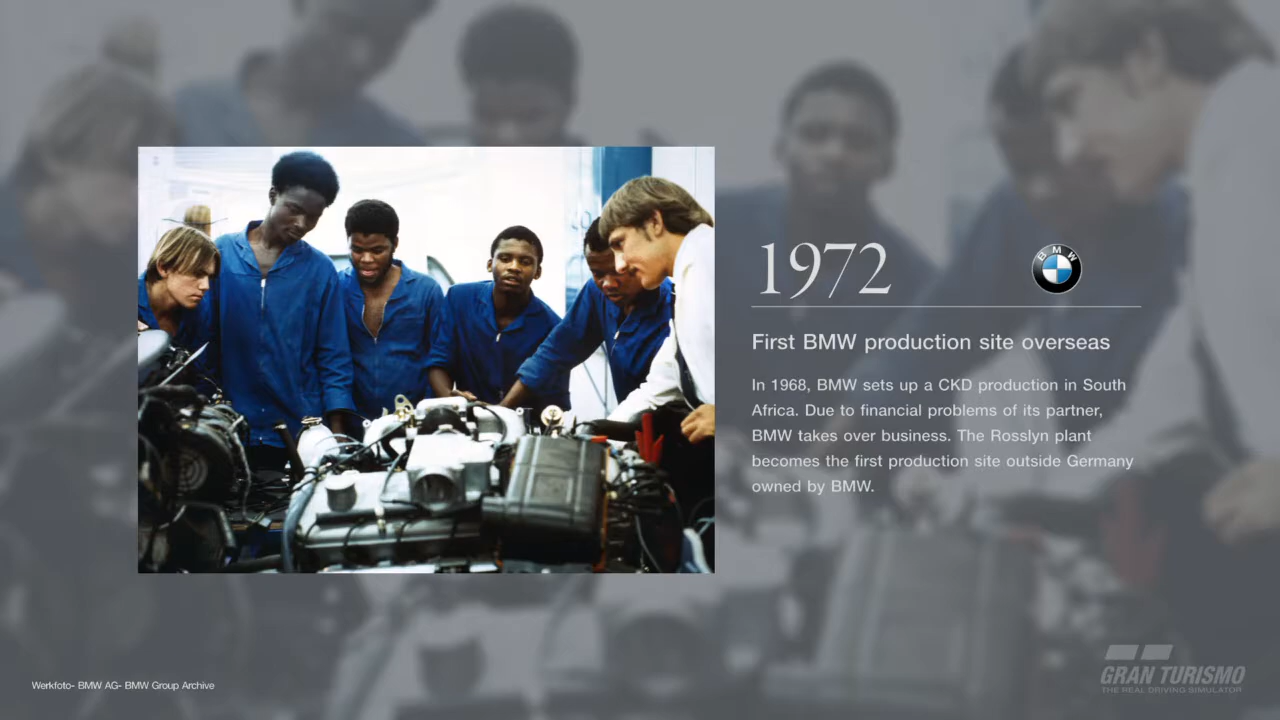 1972
BMW
First BMW production site overseas
In 1968, BMW sets up a CKD production in South
Africa. Due to financial problems of its partner,
BMW takes over business. The Rosslyn plant
becomes the first production site outside Germany
owned by BMW.
Werkfoto- BMW AG- BMW Group Archive
GRAN TURISMO
THE REAL DRIVING SIMULATOR